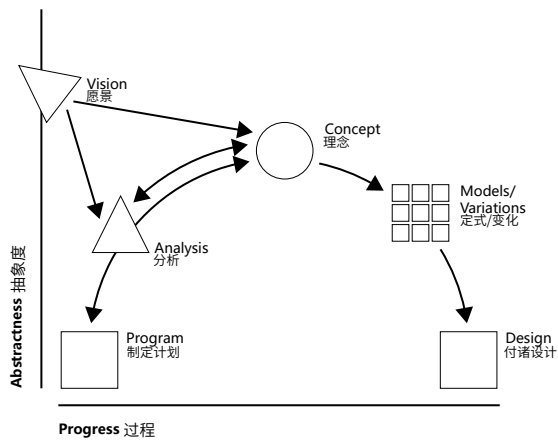 Vision
愿景
Concept
理念
Models/
Variations
定式/变化
Analysis
分析
Program
制定计划
Design
付诸设计
Abstractness 抽象度
Progress 过程